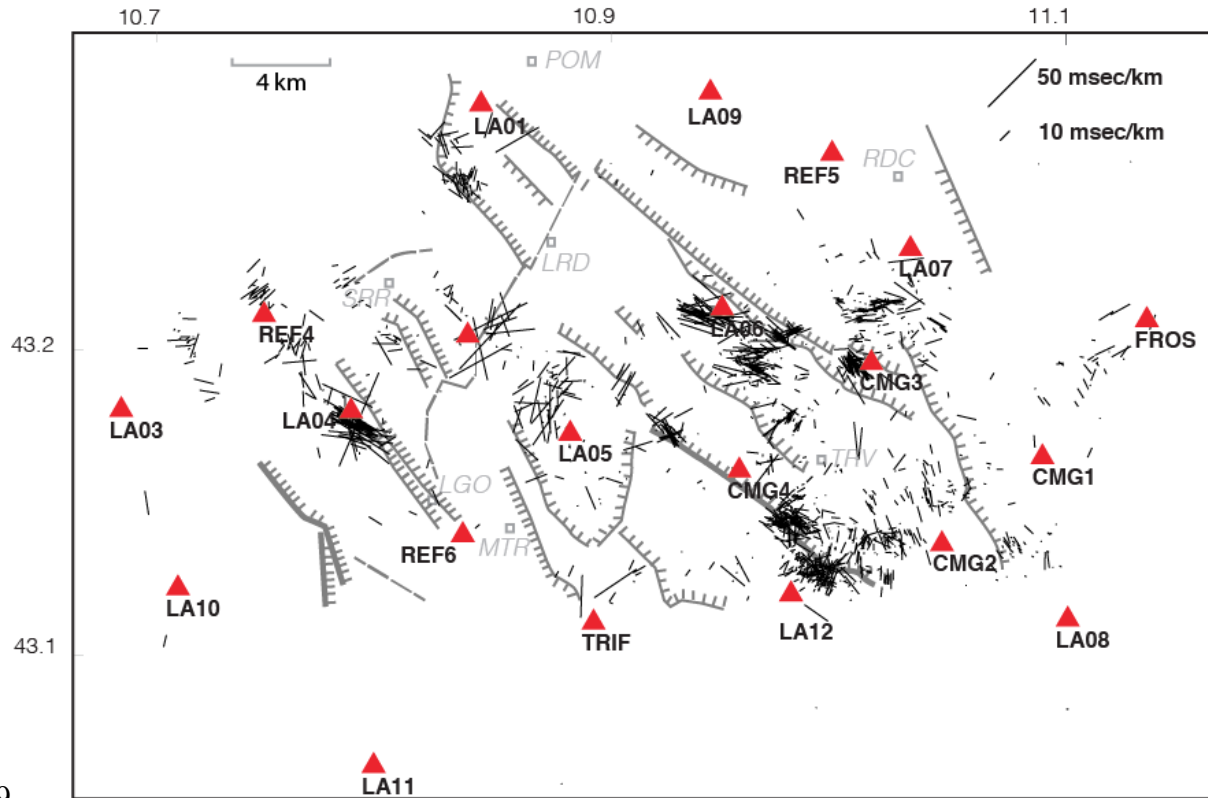 10.7 10.9 11.1
POM
50 msec/km
4 km
LA01
LA09
10 msec/km
REF5
RDC
LRD
LA07
SRR
REF4
LA06
FROS
43.2
CMG3
LA03
LA04
LA05
TRV
CMG1
LGO
CMG4
MTR
REF6
CMG2
LA10
LA12
TRIF
LA08
43.1
LA11